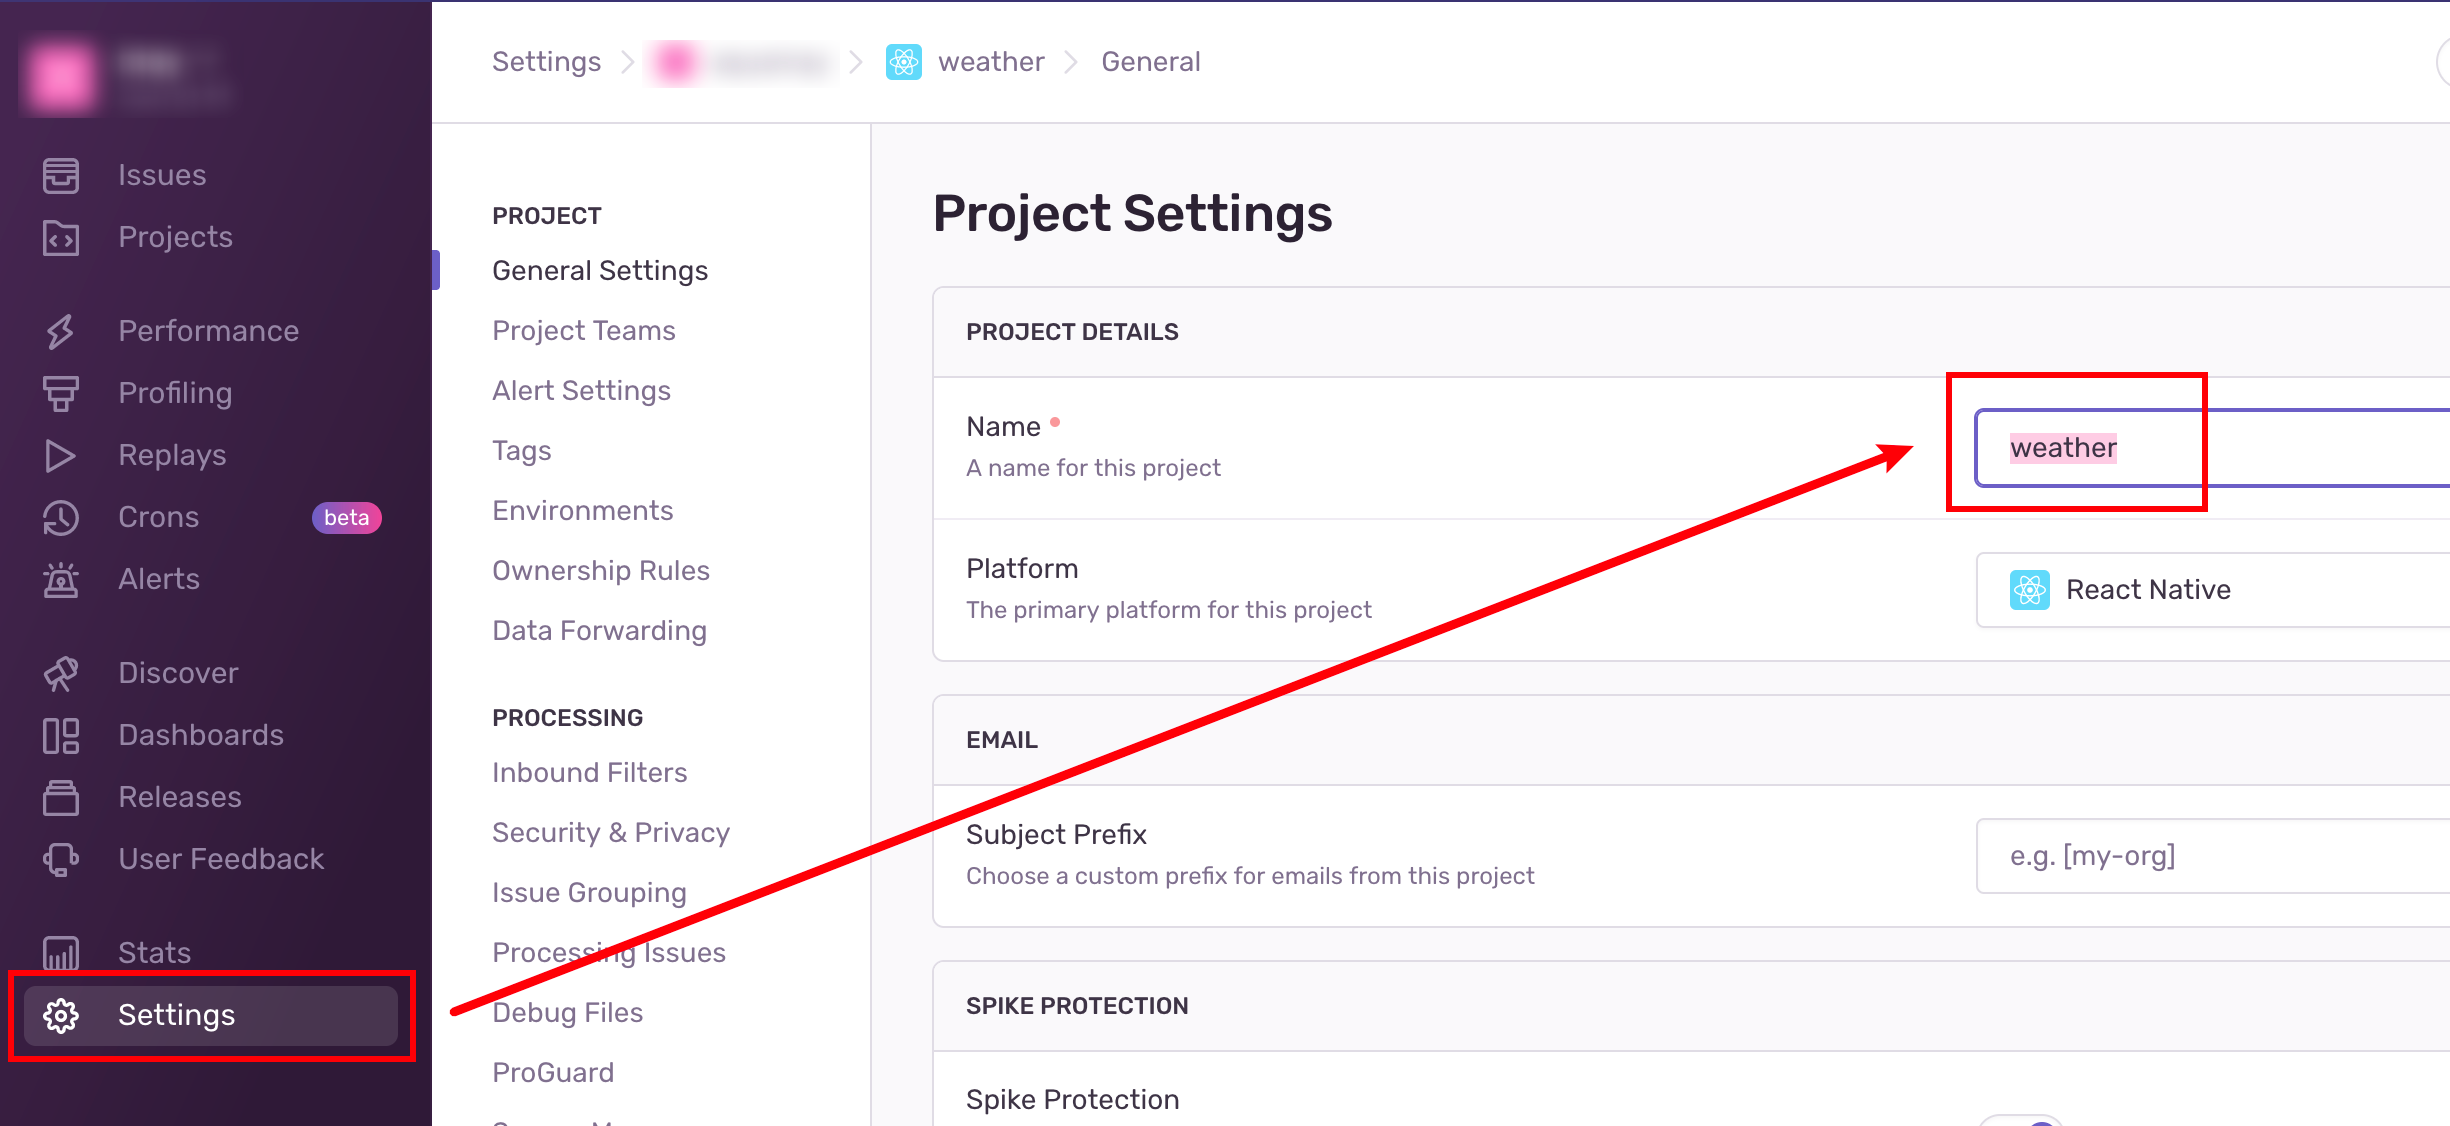 Settings
weather
General
Issues
Projects
Performance
Profiling
Replays
Crons
beta
Alerts
Discover
Dashboards
Releases
User Feedback
Stats
Settings
PROJECT
General Settings
Project Teams
Alert Settings
Tags
Environments
Ownership Rules
Data Forwarding
PROCESSING
Inbound Filters
Security & Privacy
Issue Grouping
Processing Issues
Debug Files
ProGuard
Project Settings
PROJECT DETAILS
Name
A name for this project
weather
Platform
The primary platform for this project
React Native
EMAIL
Subject Prefix
Choose a custom prefix for emails from this project
e.g. [my-org]
SPIKE PROTECTION
Spike Protection